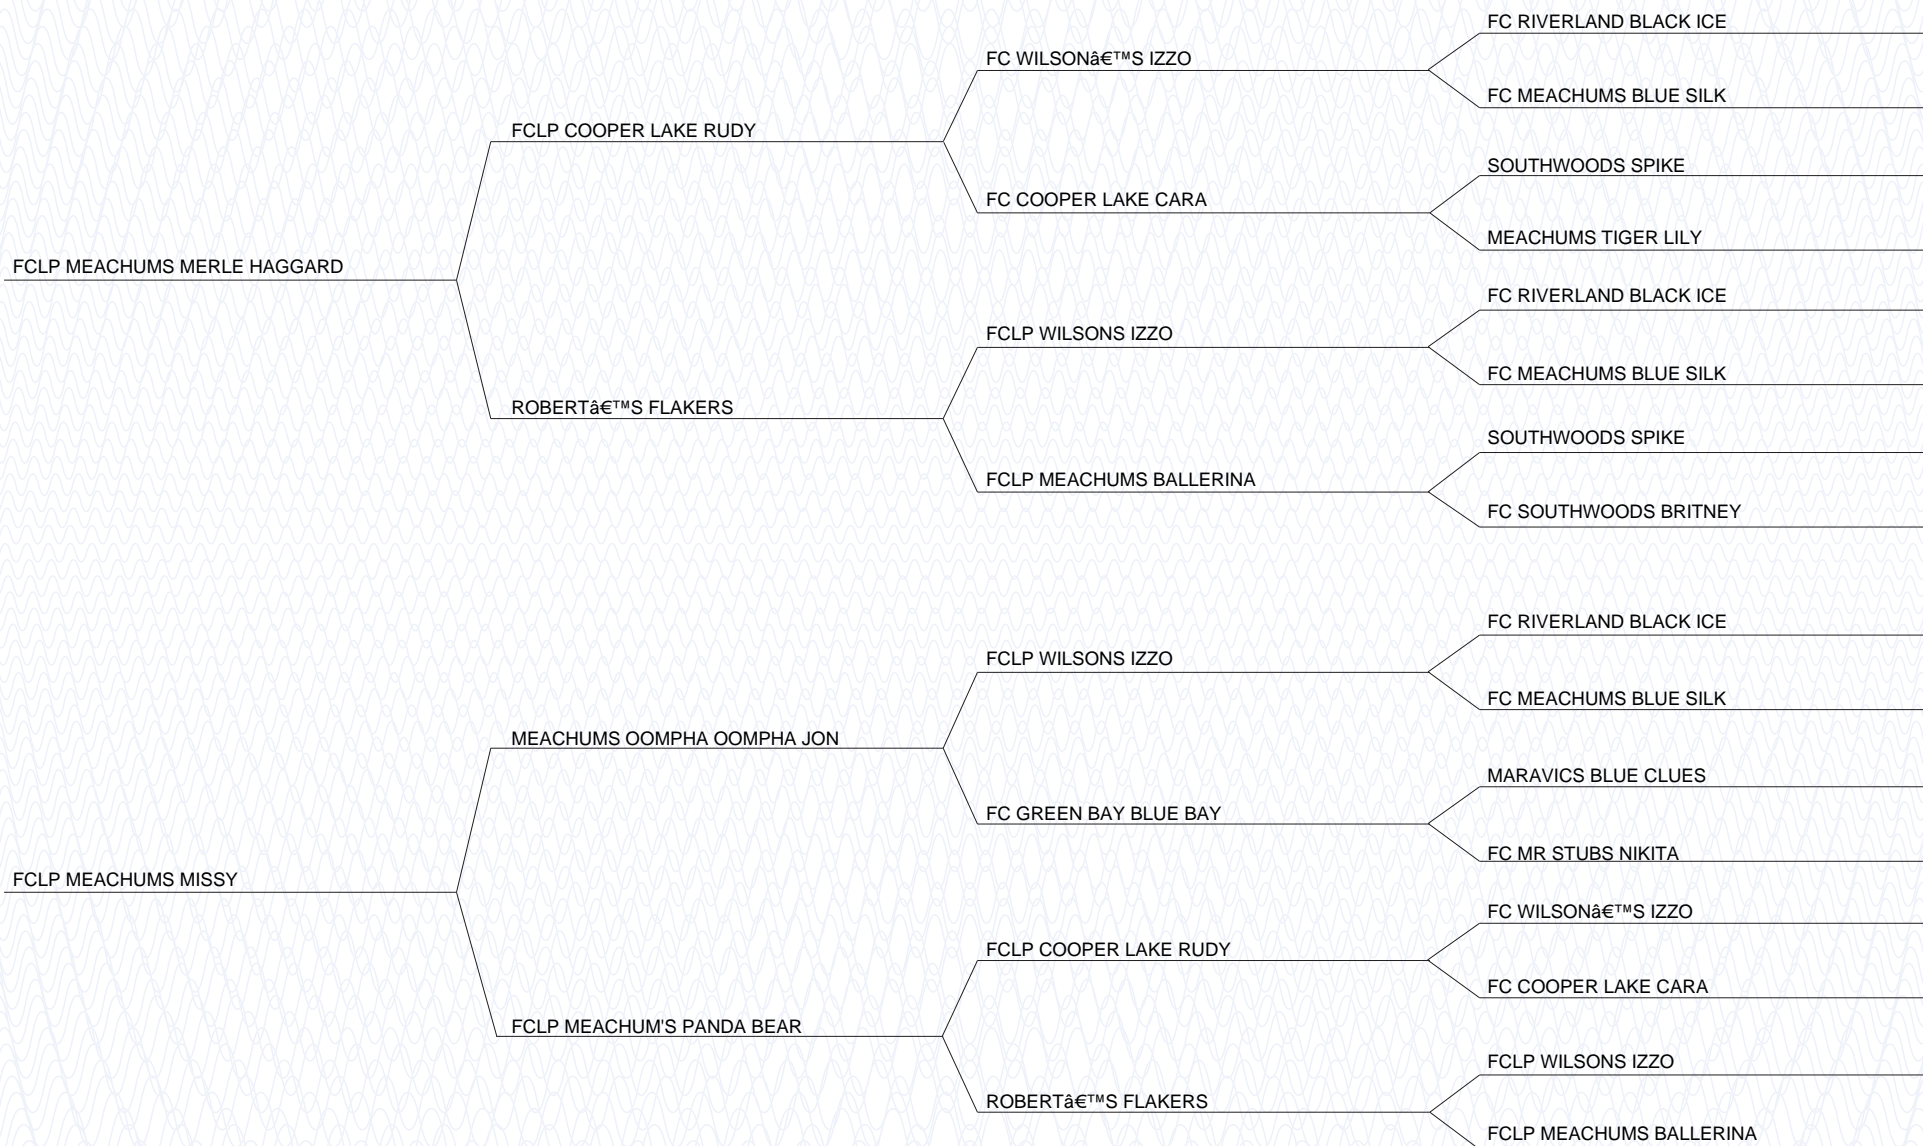 FC RIVERLAND BLACK ICE
FC WILSONâ€™S IZZO
FC MEACHUMS BLUE SILK
FCLP COOPER LAKE RUDY
SOUTHWOODS SPIKE
FC COOPER LAKE CARA
MEACHUMS TIGER LILY
FCLP MEACHUMS MERLE HAGGARD
FC RIVERLAND BLACK ICE
FCLP WILSONS IZZO
FC MEACHUMS BLUE SILK
ROBERTâ€™S FLAKERS
SOUTHWOODS SPIKE
FCLP MEACHUMS BALLERINA
FC SOUTHWOODS BRITNEY
FC RIVERLAND BLACK ICE
FCLP WILSONS IZZO
FC MEACHUMS BLUE SILK
MEACHUMS OOMPHA OOMPHA JON
MARAVICS BLUE CLUES
FC GREEN BAY BLUE BAY
FC MR STUBS NIKITA
FCLP MEACHUMS MISSY
FC WILSONâ€™S IZZO
FCLP COOPER LAKE RUDY
FC COOPER LAKE CARA
FCLP MEACHUM'S PANDA BEAR
FCLP WILSONS IZZO
ROBERTâ€™S FLAKERS
FCLP MEACHUMS BALLERINA